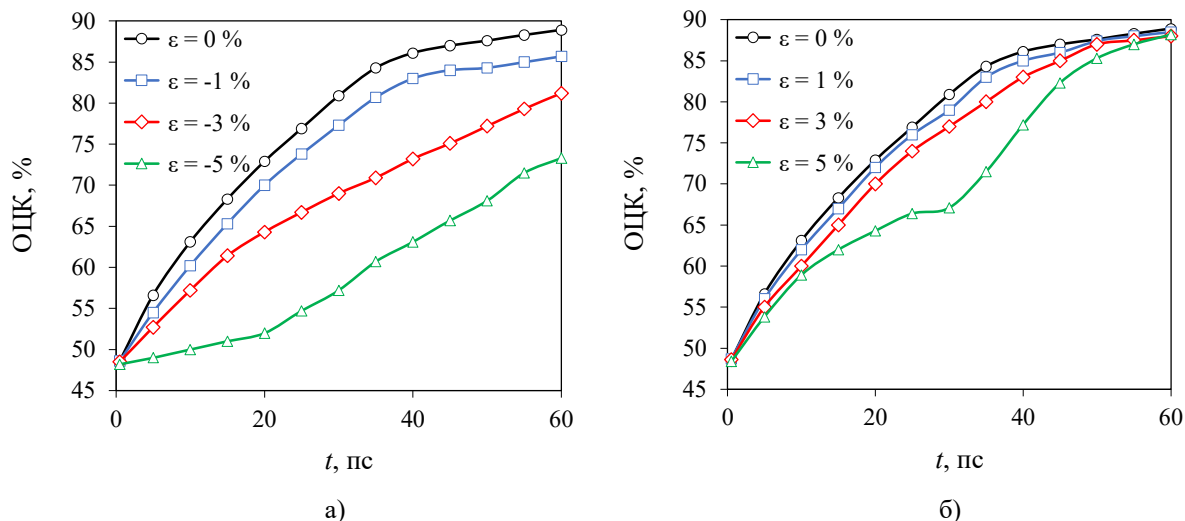 ОЦК, %
90
85
80
75
70
65
60
55
50
45
ε = 0 %
ε = -1 %
ε = -3 %
ε = -5 %
0 20 40 60
t, пс
а)
ОЦК, %
90
85
80
75
70
65
60
55
50
45
ε = 0 %
ε = 1 %
ε = 3 %
ε = 5 %
0 20 40 60
t, пс
б)